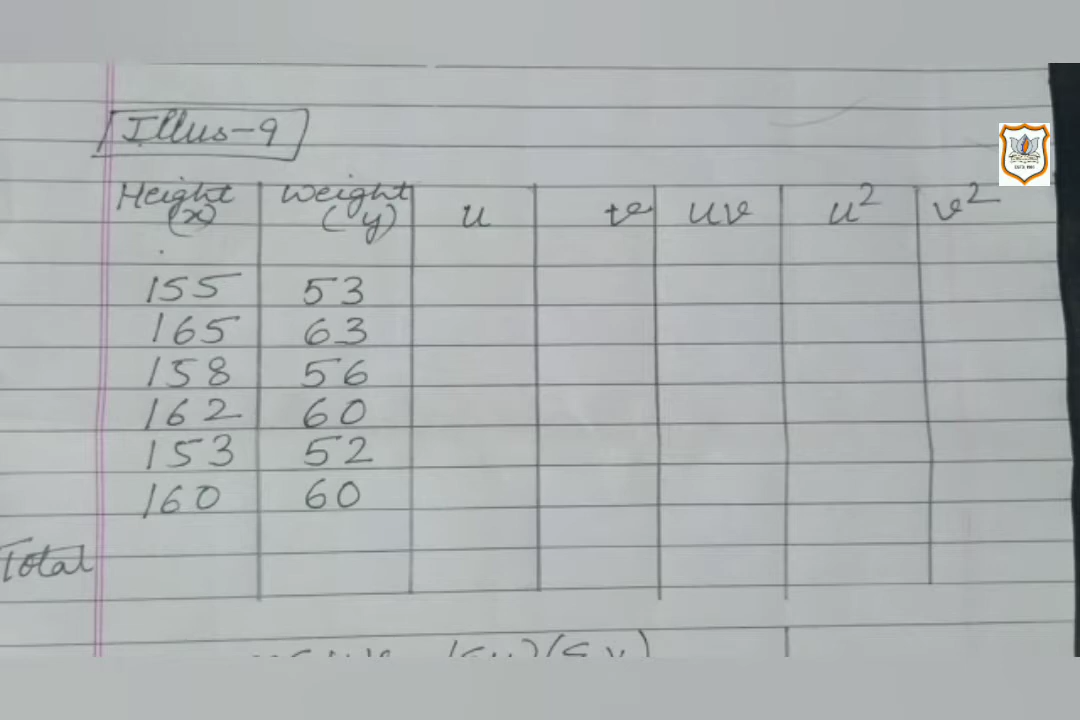 Illus-9
Height (x) Weight (y) u v uv u² v²
155 53
165 63
158 56
162 60
153 52
160 60
Total